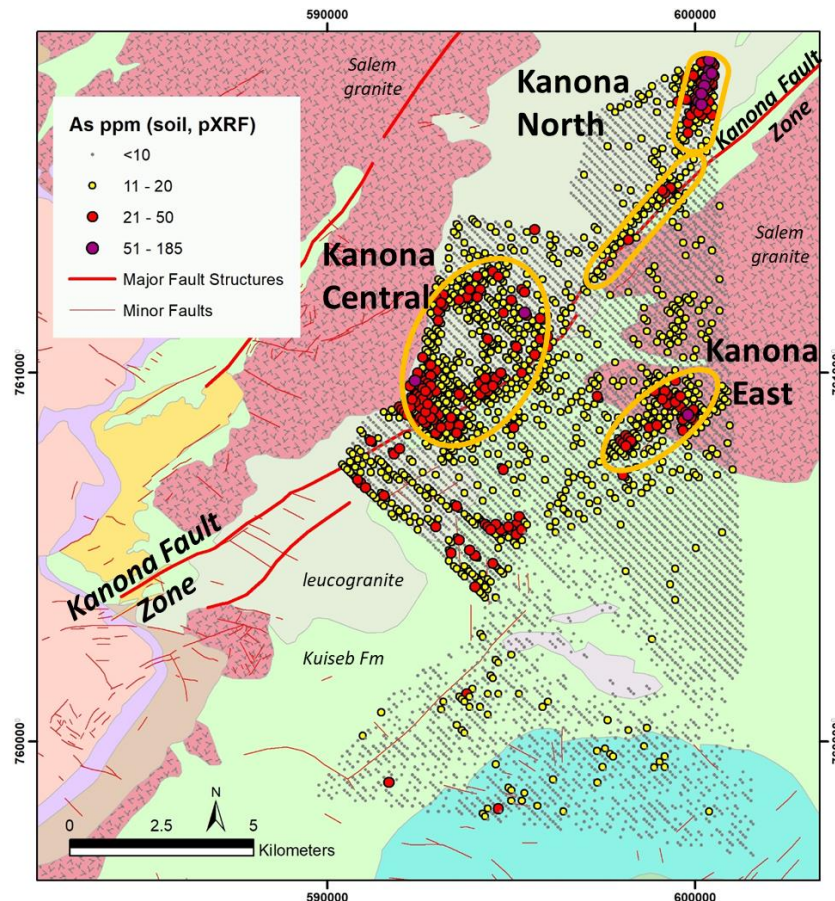 590000
600000
Salem
granite
Kanona
North
Kanona Fault
Zone
As ppm (soil, pXRF)
<10
11 - 20
21 - 50
51 - 185
Major Fault Structures
Minor Faults
Salem
granite
Kanona
Central
761000
Kanona
East
Kanona Fault
Zone
leucogranite
Kuiseb Fm
760000
N
0 2.5 5
Kilometers
590000
600000